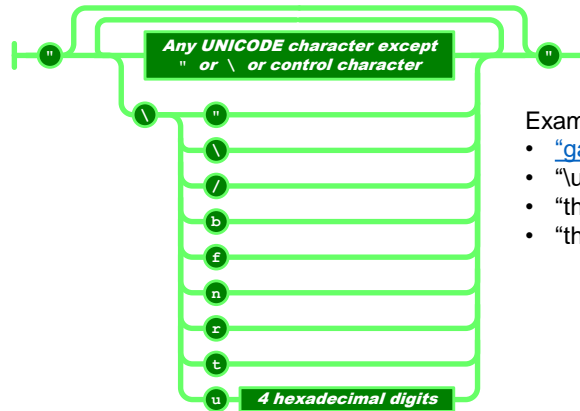 "
Any UNICODE character except
" or \ or control character
"
\
"
\
/
b
f
n
r
t
u
4 hexadecimal digits
Exam
• “ga
• “\u
• “th
• “th